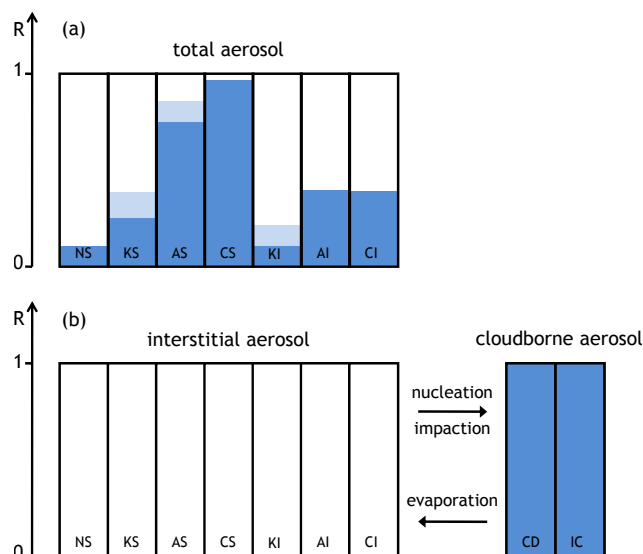 R (a)
total aerosol
1
NS KS AS CS KI AI CI
0
R (b)
interstitial aerosol cloudborne aerosol
1
nucleation
impaction
evaporation
NS KS AS CS KI AI CI CD IC
0